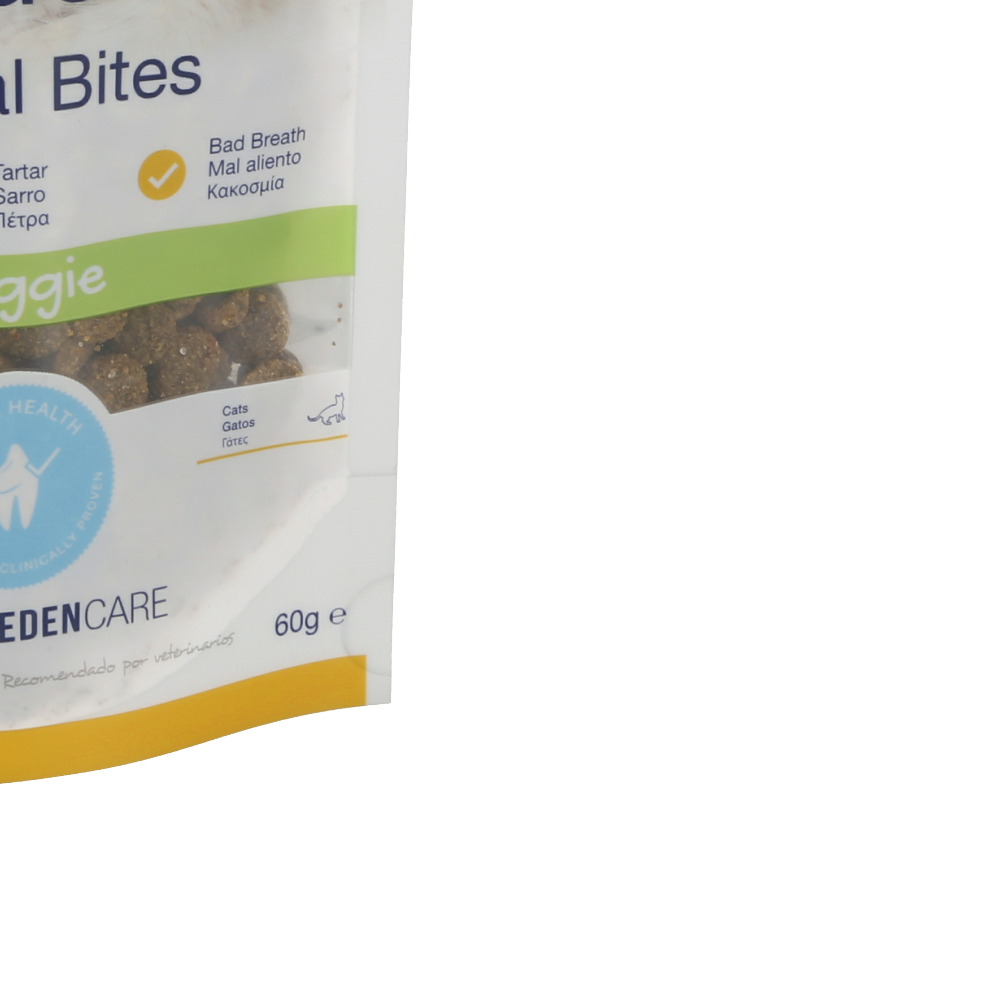 al Bites
Tartar
Sarro
Πέτρα
Bad Breath
Mal aliento
Κακοσμία
ggie
HEALTH
CLINICALLY PROVEN
Cats
Gatos
Γάτες
EDENCARE
60g ℮
Recomendado por veterinarios